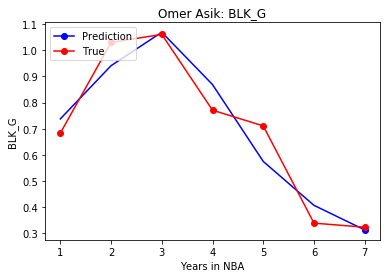 Omer Asik: BLK_G
Prediction
True
1.1
1.0
0.9
0.8
0.7
0.6
0.5
0.4
0.3
BLK_G
1 2 3 4 5 6 7
Years in NBA